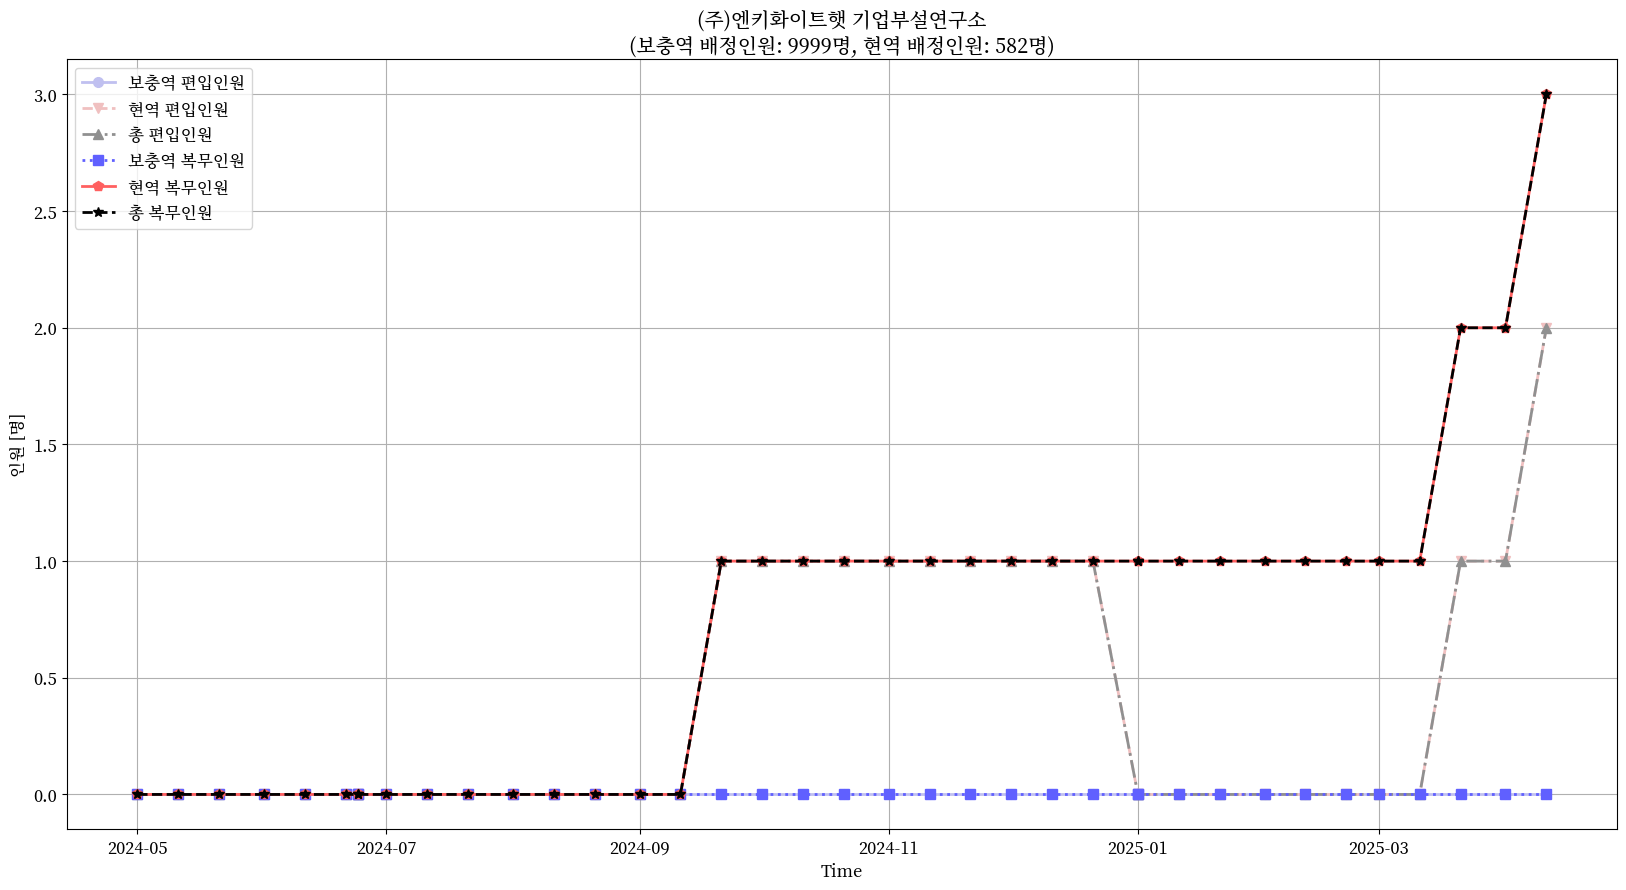 (주)엔키화이트햇 기업부설연구소
(보충역 배정인원: 9999명, 현역 배정인원: 582명)
보충역 편입인원
현역 편입인원
총 편입인원
보충역 복무인원
현역 복무인원
총 복무인원
3.0
2.5
2.0
1.5
1.0
0.5
0.0
인원 [명]
2024-05
2024-07
2024-09
2024-11
2025-01
2025-03
Time